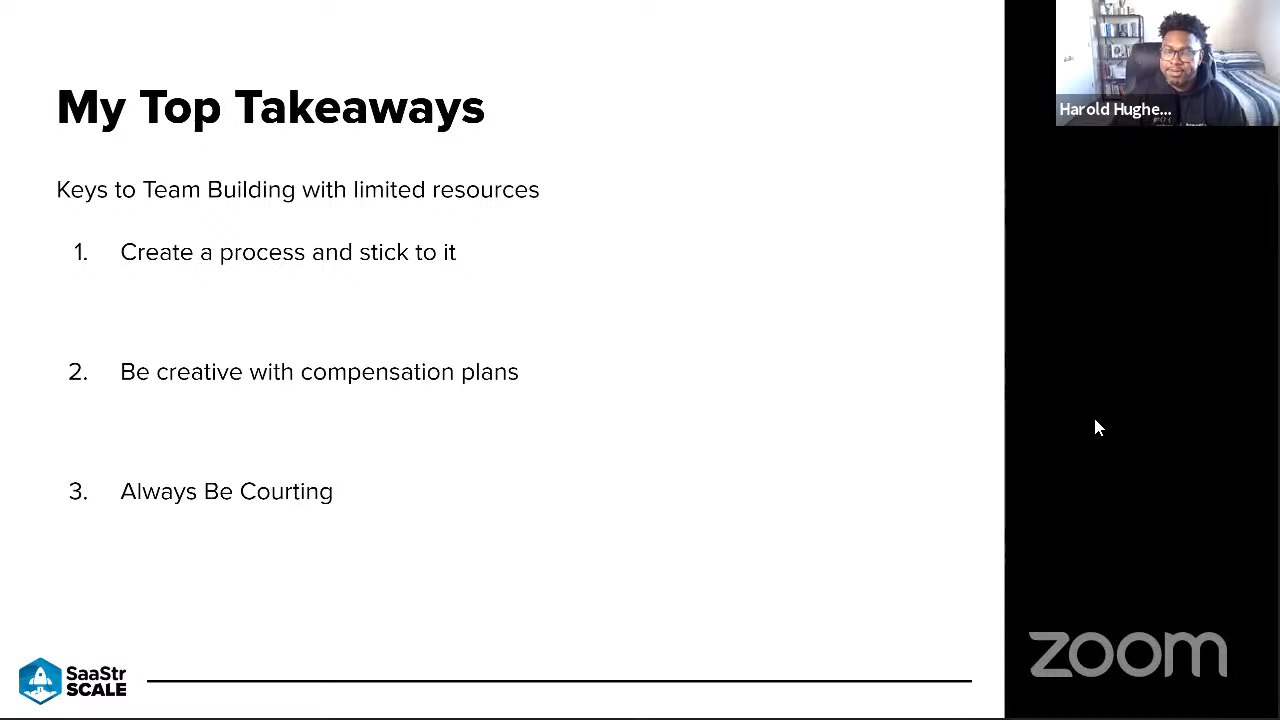 My Top Takeaways
Keys to Team Building with limited resources
1. Create a process and stick to it
2. Be creative with compensation plans
3. Always Be Courting
SaaStr
SCALE
Harold Hughe...
zoom